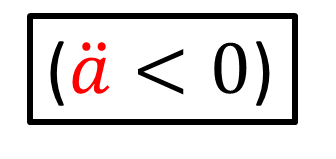 (ä < 0)